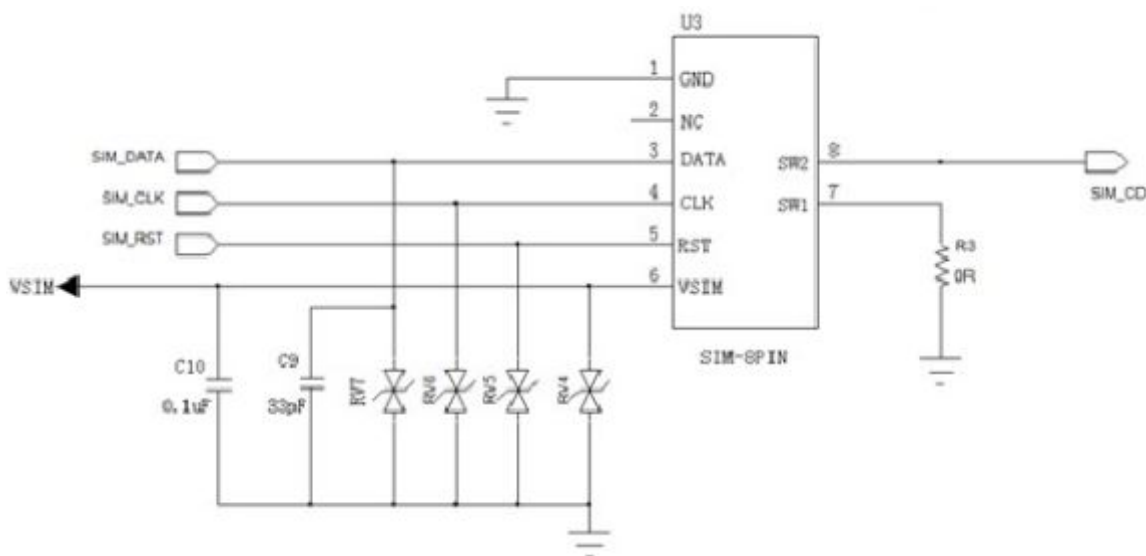 U3
1
GND
2
NC
SIM_DATA
3
DATA
SW2
8
SIM_CD
SIM_CLK
4
CLK
SW1
7
SIM_RST
5
RST
R3
0R
VSIM
6
VSIM
SIM-8PIN
C10
0.1uF
C9
33pF
RV7
RV6
RV5
RV4